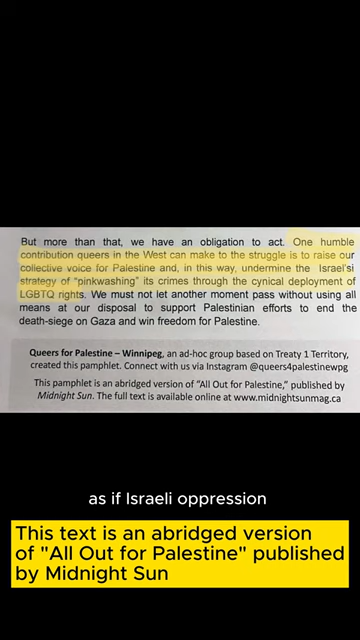 But more than that, we have an obligation to act. One humble
contribution queers in the West can make to the struggle is to raise our
collective voice for Palestine and, in this way, undermine the Israel'si
strategy of "pinkwashing" its crimes through the cynical deployment of
LGBTQ rights. We must not let another moment pass without using all
means at our disposal to support Palestinian efforts to end the
death-siege on Gaza and win freedom for Palestine.
Queers for Palestine – Winnipeg, an ad-hoc group based on Treaty 1 Territory,
created this pamphlet. Connect with us via Instagram @queers4palestinewpg
This pamphlet is an abridged version of "All Out for Palestine," published by
Midnight Sun. The full text is available online at www.midnightsunmag.ca
as if Israeli oppression
This text is an abridged version
of "All Out for Palestine" published
by Midnight Sun